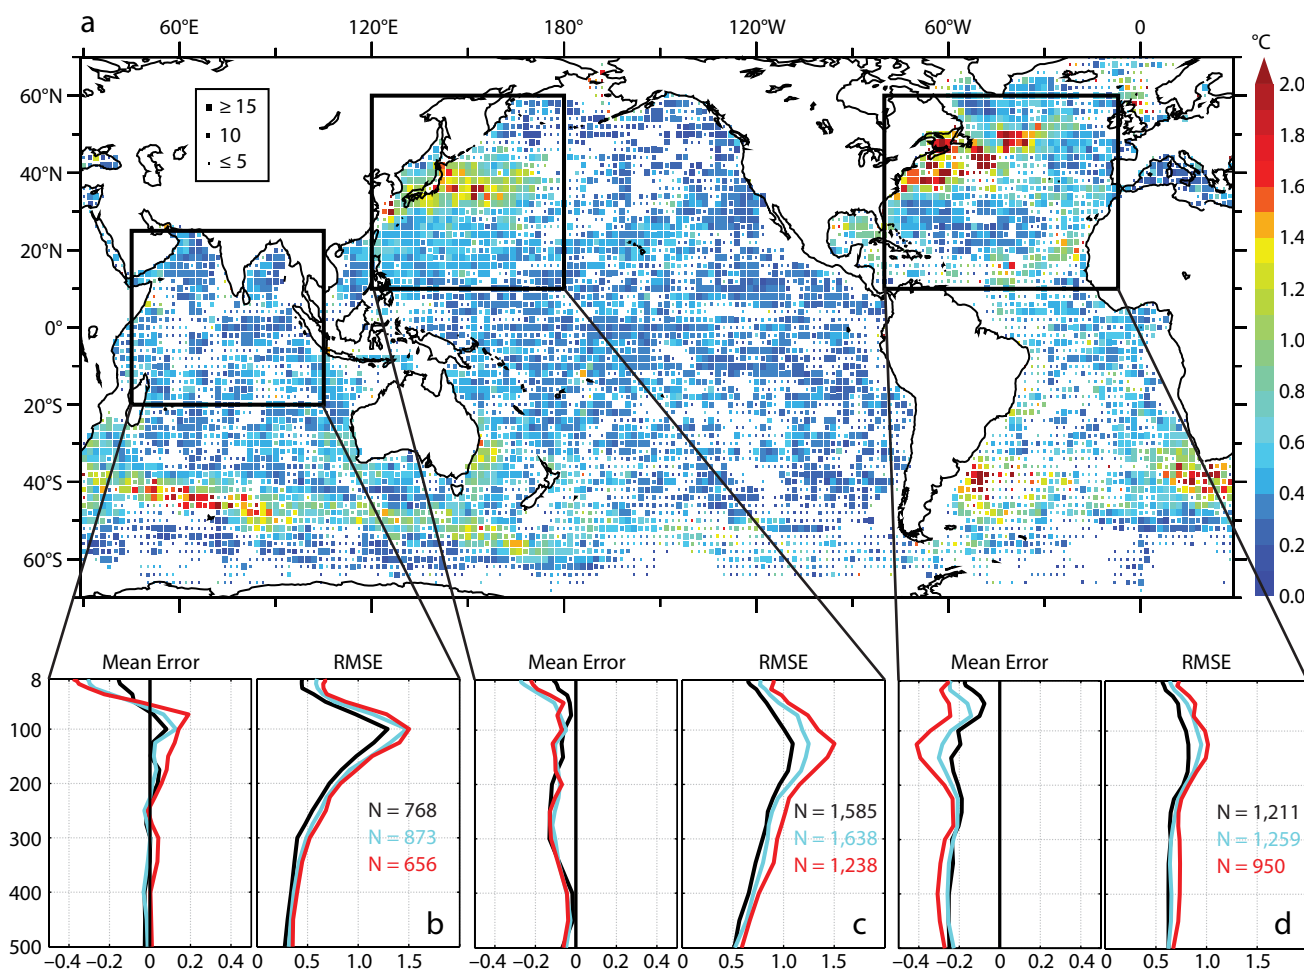 a
60°E 120°E 180° 120°W 60°W 0
°C
60°N
40°N
20°N
0°
20°S
40°S
60°S
≥ 15
10
≤ 5
2.0
1.8
1.6
1.4
1.2
1.0
0.8
0.6
0.4
0.2
0.0
Mean Error RMSE Mean Error RMSE Mean Error RMSE
8
100
200
300
400
500
N = 768
N = 873
N = 656
b
N = 1,585
N = 1,638
N = 1,238
c
N = 1,211
N = 1,259
N = 950
d
−0.4 −0.2 0 0.2 0.4 0 0.5 1.0 1.5 −0.4 −0.2 0 0.2 0.4 0 0.5 1.0 1.5 −0.4 −0.2 0 0.2 0.4 0 0.5 1.0 1.5